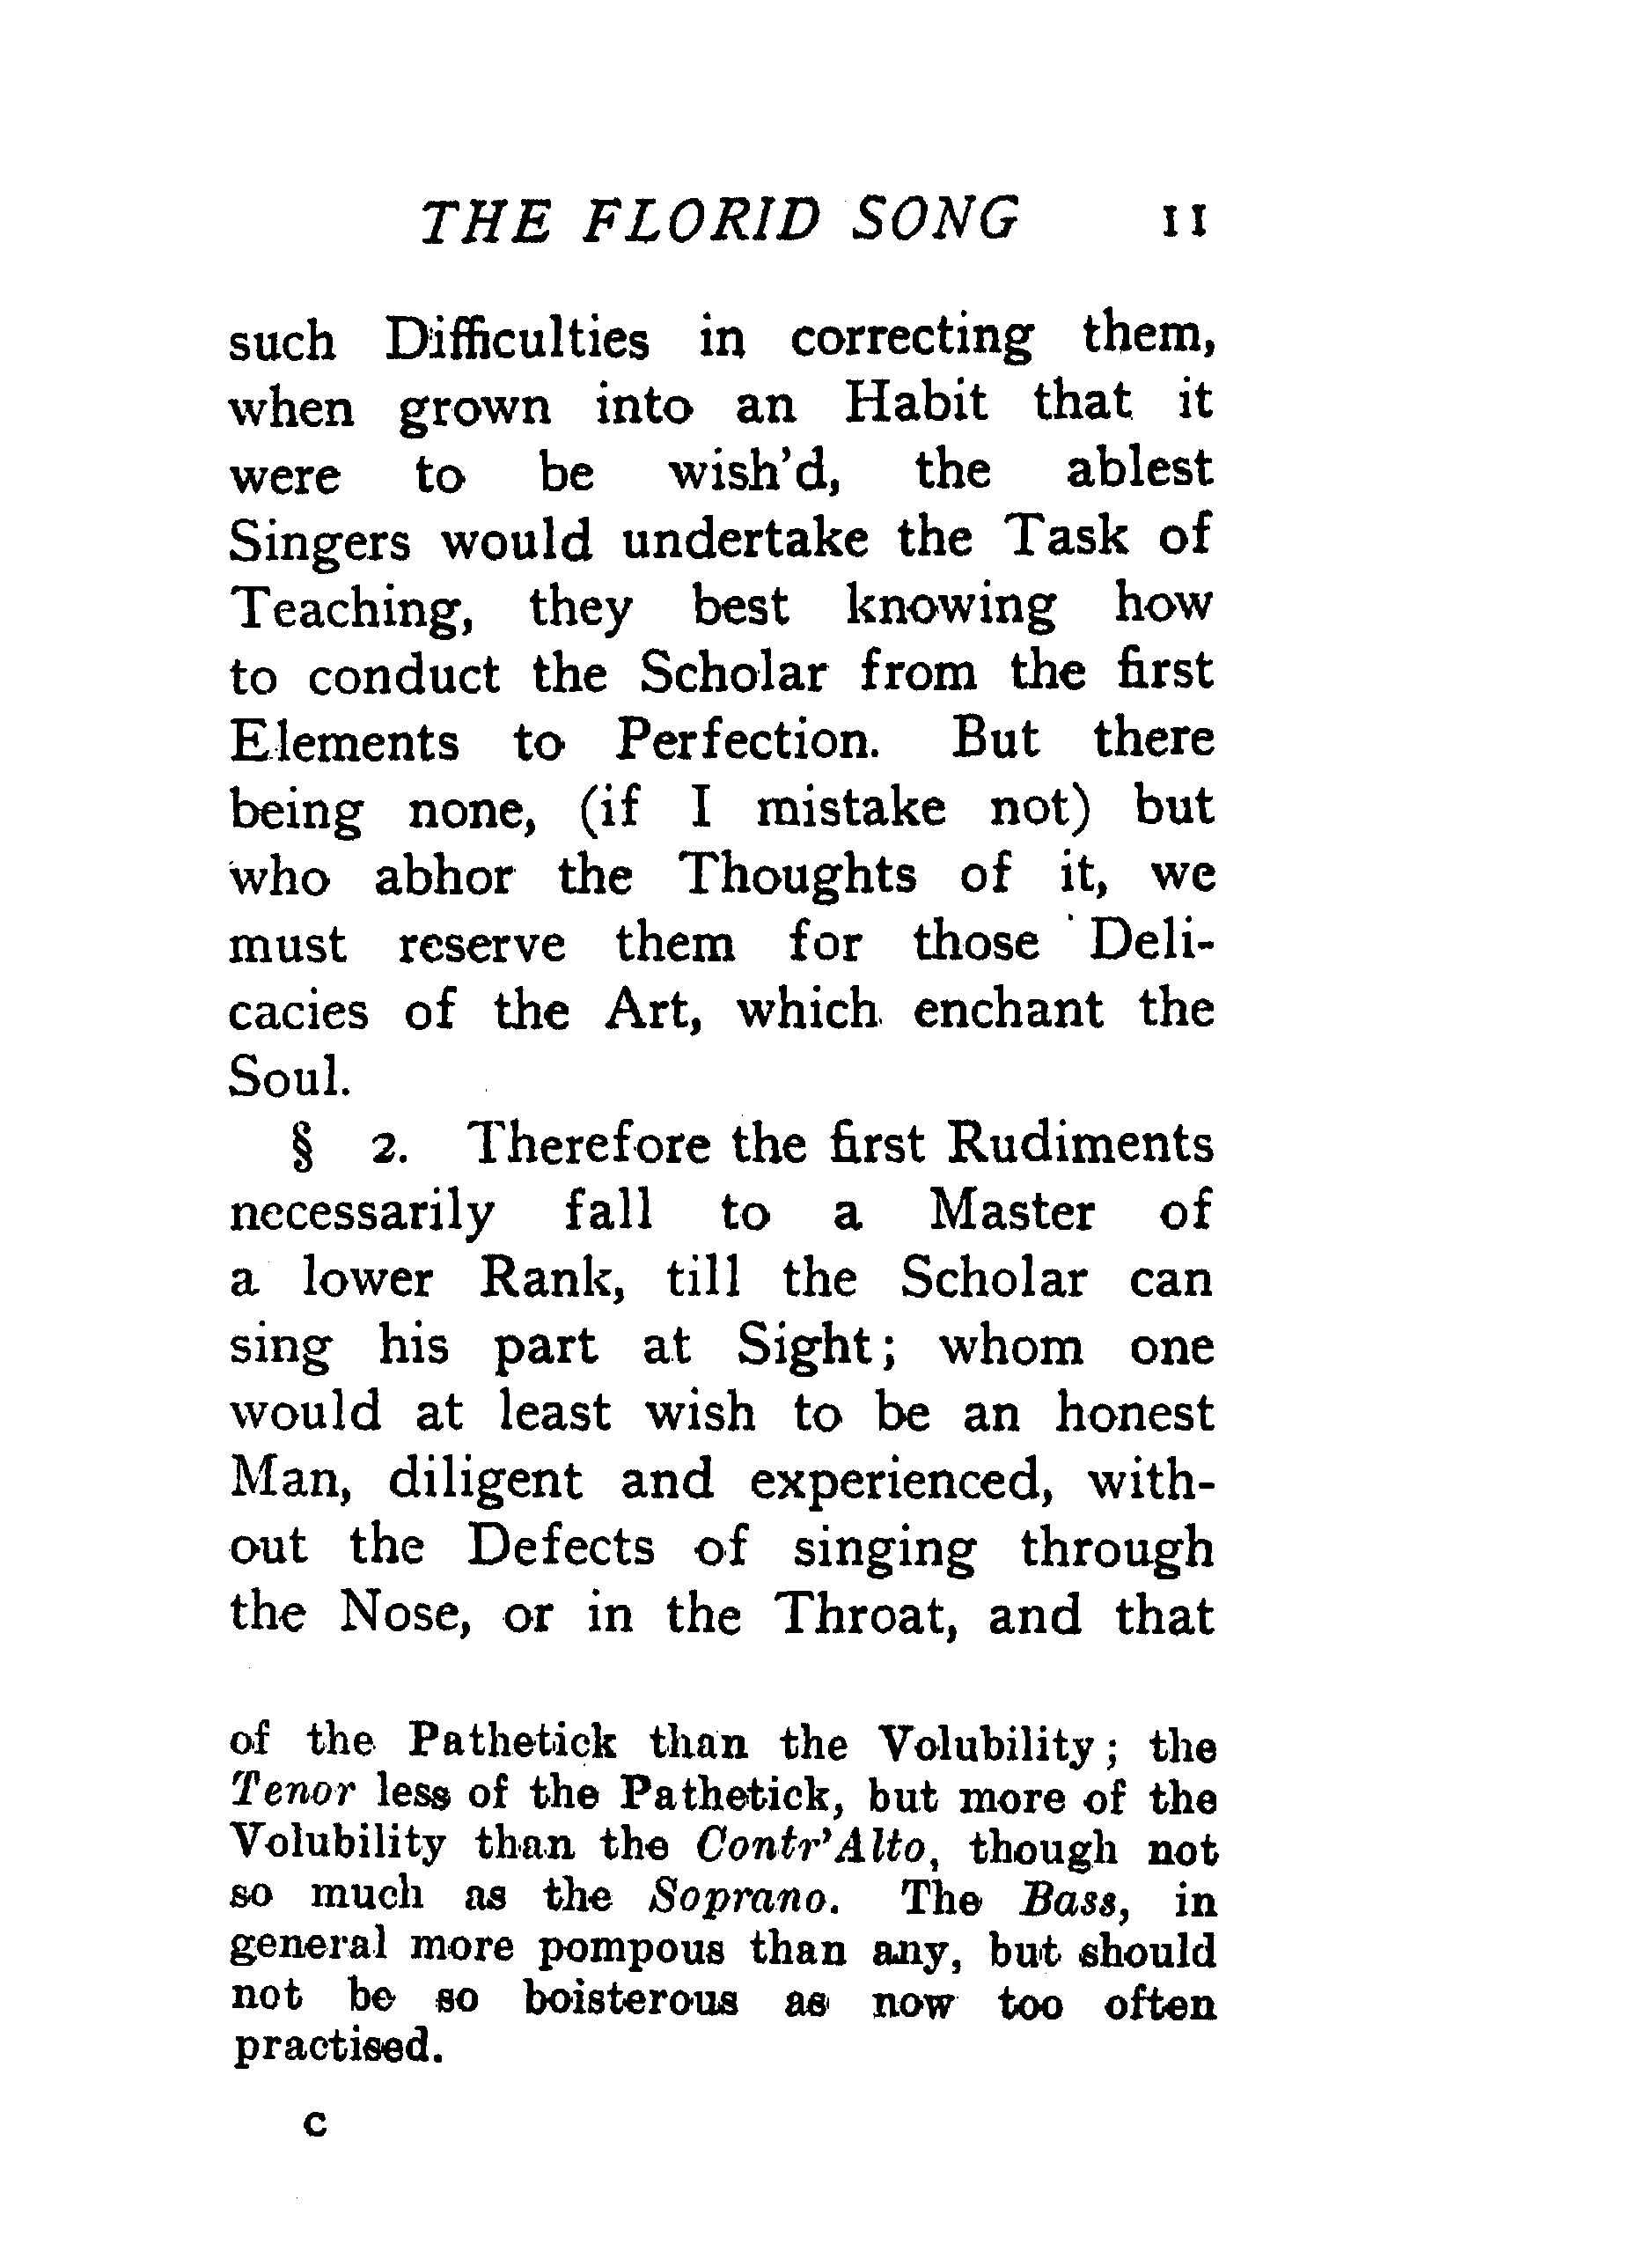 THE FLORID SONG 11
such Difficulties in correcting them,
when grown into an Habit that it
were to be wish'd, the ablest
Singers would undertake the Task of
Teaching, they best knowing how
to conduct the Scholar from the first
Elements to Perfection. But there
being none, (if I mistake not) but
who abhor the Thoughts of it, we
must reserve them for those Deli-
cacies of the Art, which enchant the
Soul.
§ 2. Therefore the first Rudiments
necessarily fall to a Master of
a lower Rank, till the Scholar can
sing his part at Sight; whom one
would at least wish to be an honest
Man, diligent and experienced, with-
out the Defects of singing through
the Nose, or in the Throat, and that
of the Pathetick than the Volubility; the
Tenor less of the Pathetick, but more of the
Volubility than the Contr'Alto, though not
so much as the Soprano. The Bass, in
general more pompous than any, but should
not be so boisterous as now too often
practised.
C